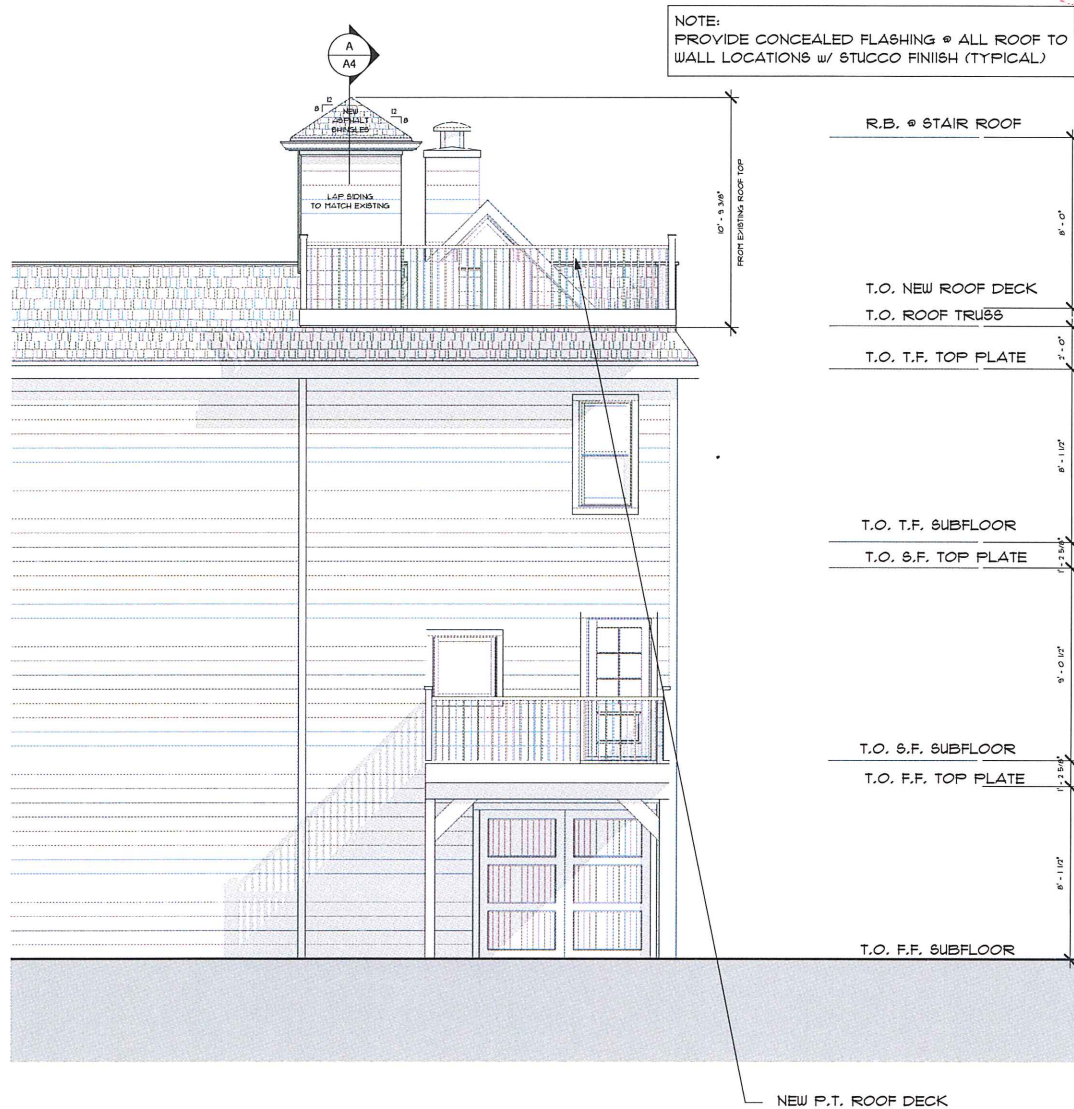 NOTE:
PROVIDE CONCEALED FLASHING @ ALL ROOF TO
WALL LOCATIONS w/ STUCCO FINIISH (TYPICAL)
A
A4
12
8
12
8
NEW
ASPHALT
SHINGLES
LAP SIDING
TO MATCH EXISTING
10' - 9 3/8"
FROM EXISTING ROOF TOP
R.B. @ STAIR ROOF
8' - 0"
T.O. NEW ROOF DECK
T.O. ROOF TRUSS
2' - 0"
T.O. T.F. TOP PLATE
8' - 1 1/2"
T.O. T.F. SUBFLOOR
1' - 2 5/8"
T.O. S.F. TOP PLATE
9' - 0 1/2"
T.O. S.F. SUBFLOOR
1' - 2 5/8"
T.O. F.F. TOP PLATE
8' - 1 1/2"
T.O. F.F. SUBFLOOR
NEW P.T. ROOF DECK